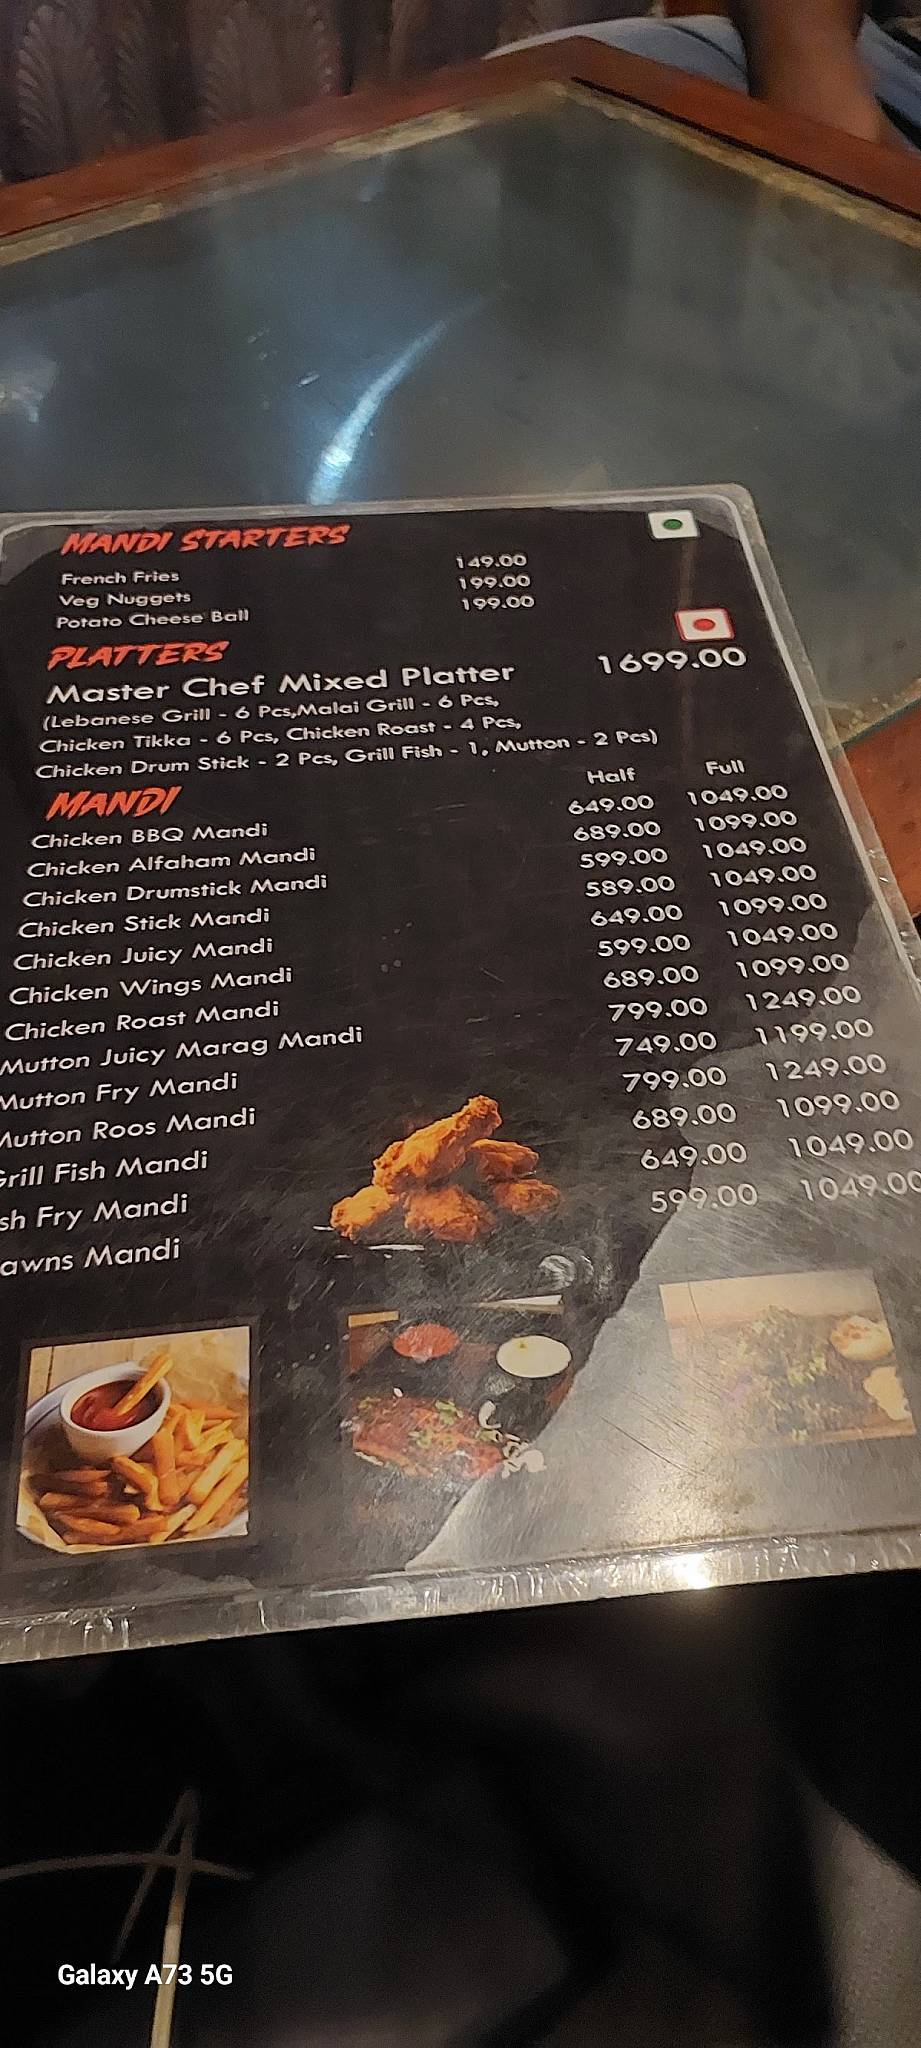 MANDI STARTERS
French Fries 149.00
Veg Nuggets 199.00
Potato Cheese Ball 199.00
PLATTERS
Master Chef Mixed Platter 1699.00
(Lebanese Grill - 6 Pcs,Malai Grill - 6 Pcs,
Chicken Tikka - 6 Pcs, Chicken Roast - 4 Pcs,
Chicken Drum Stick - 2 Pcs, Grill Fish - 1, Mutton - 2 Pcs)
MANDI Half Full
Chicken BBQ Mandi 649.00 1049.00
Chicken Alfaham Mandi 689.00 1099.00
Chicken Drumstick Mandi 599.00 1049.00
Chicken Stick Mandi 589.00 1049.00
Chicken Juicy Mandi 649.00 1099.00
Chicken Wings Mandi 599.00 1049.00
Chicken Roast Mandi 689.00 1099.00
Mutton Juicy Marag Mandi 799.00 1249.00
Mutton Fry Mandi 749.00 1199.00
Mutton Roos Mandi 799.00 1249.00
Grill Fish Mandi 689.00 1099.00
sh Fry Mandi 649.00 1049.00
awns Mandi 599.00 1049.00
Galaxy A73 5G